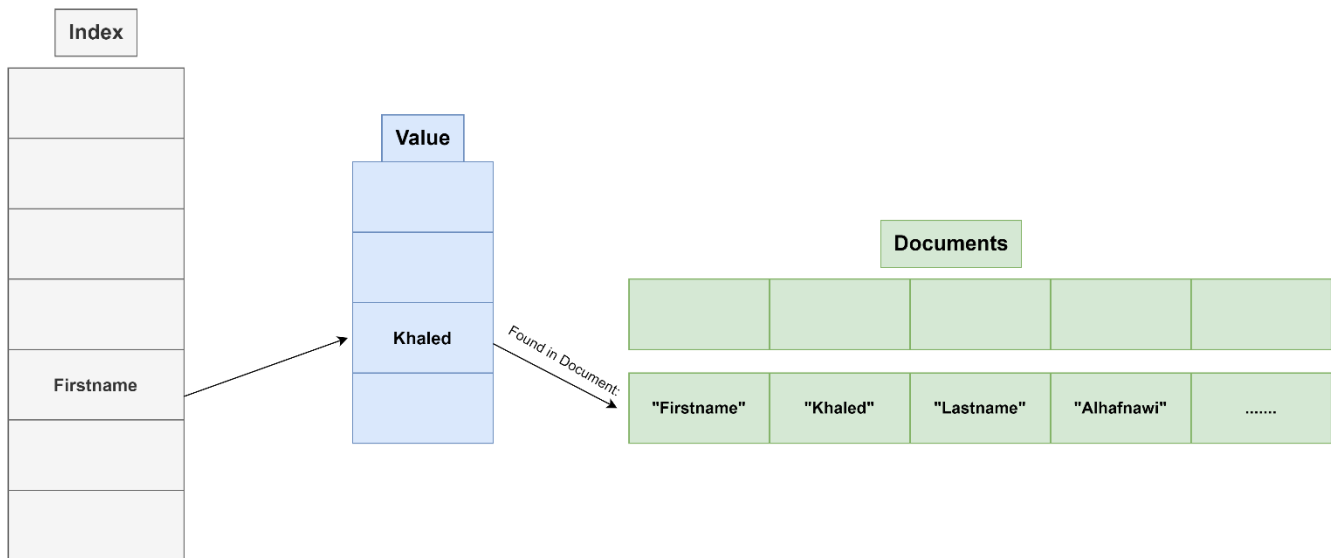 Index
Value
Documents
Khaled
Found in Document:
Firstname
"Firstname"
"Khaled"
"Lastname"
"Alhafnawi"
.......